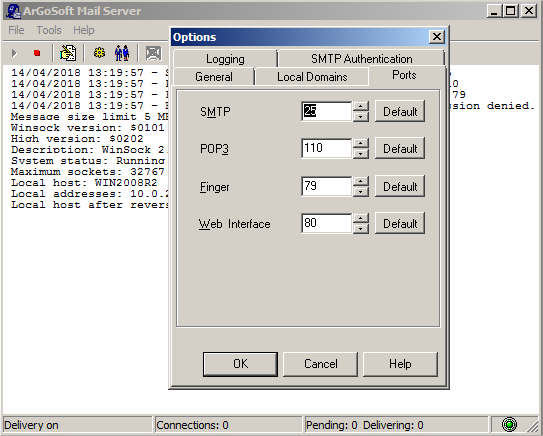 ArGoSoft Mail Server
File Tools Help
14/04/2018 13:19:57 -
14/04/2018 13:19:57 -
14/04/2018 13:19:57 - 79
14/04/2018 13:19:57 - denied.
Message size limit 5
Winsock version: $0101
High version: $0202
Description: WinSock 2.
System status: Running
Maximum sockets: 32767
Local host: WIN2008R2
Local addresses: 10.0.2
Local host after revers
Options
Logging SMTP Authentication
General Local Domains Ports
SMTP 25 Default
POP3 110 Default
Finger 79 Default
Web Interface 80 Default
OK Cancel Help
Delivery on Connections: 0 Pending: 0 Delivering: 0